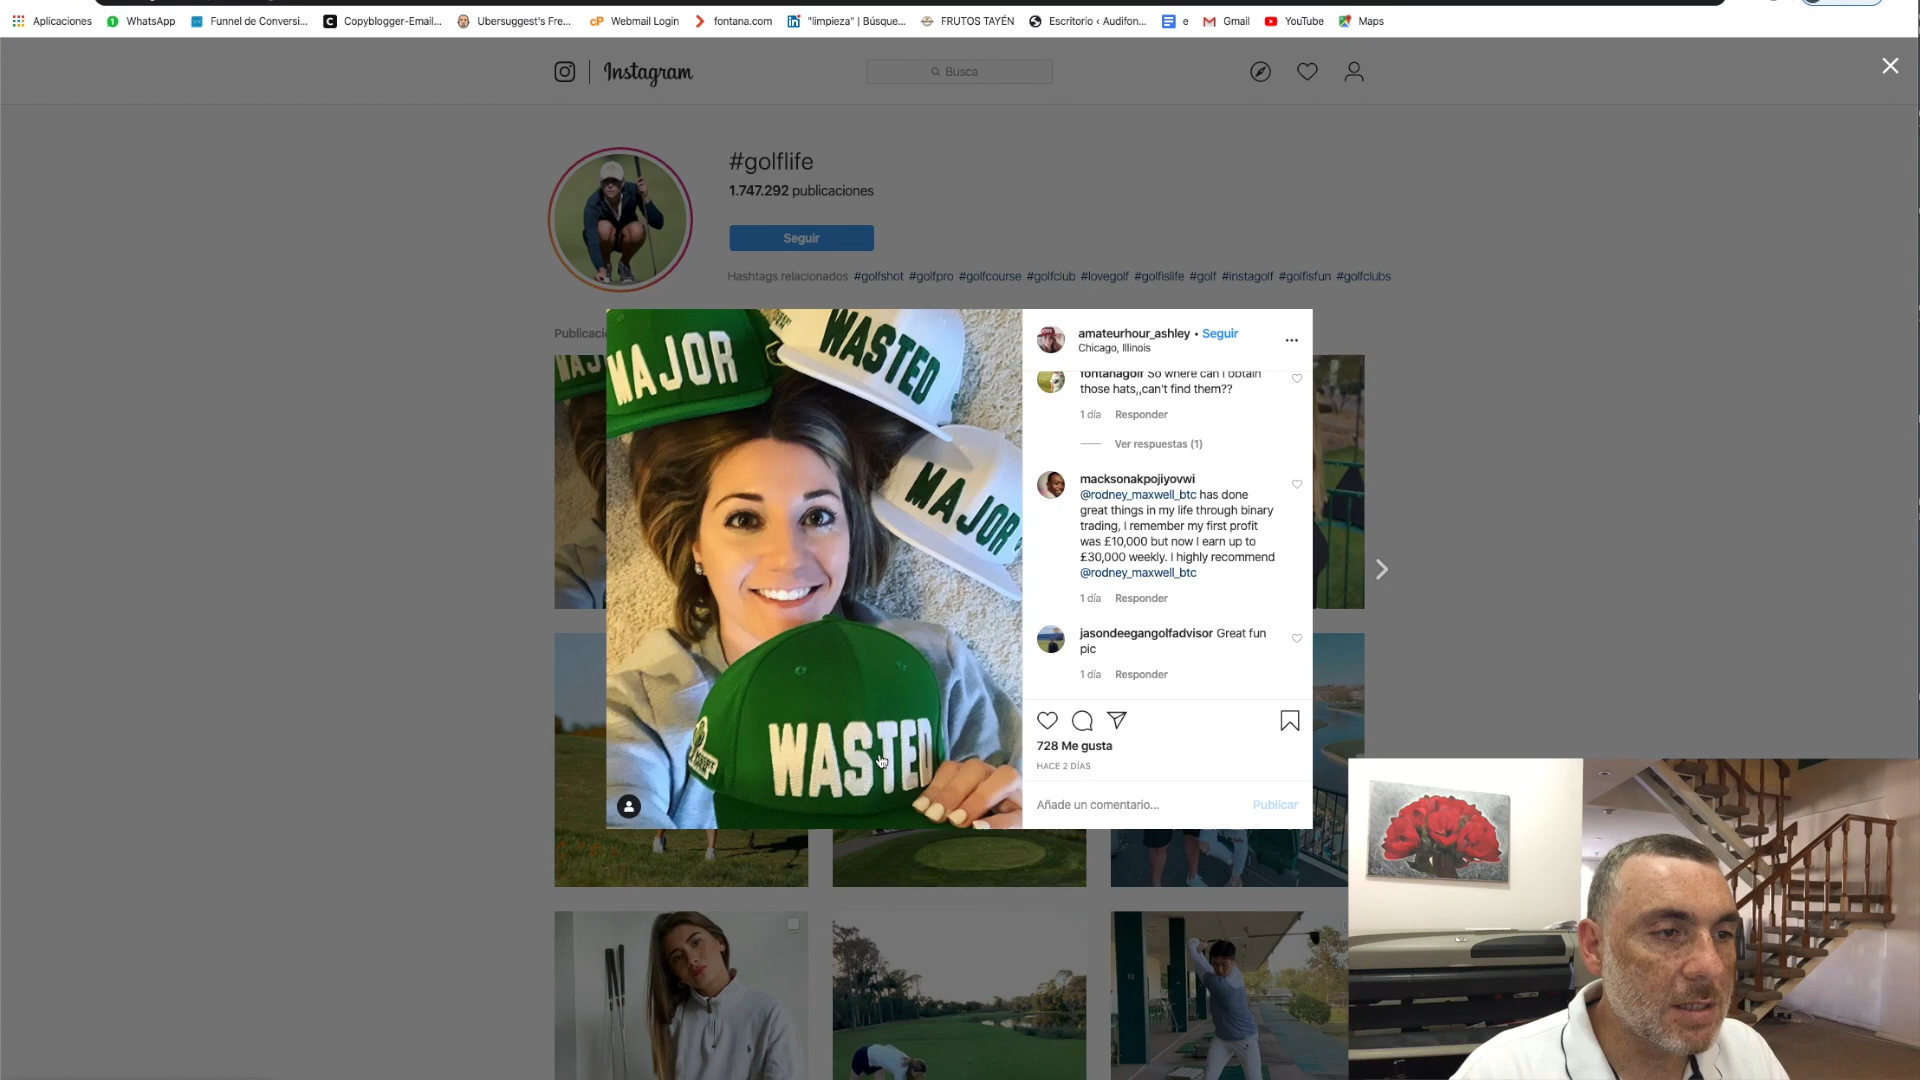 Aplicaciones WhatsApp Funnel de Conversi... Copyblogger-Email... Ubersuggest's Fre... Webmail Login fontana.com "limpieza" | Búsque... FRUTOS TAYÉN Escritorio ‹ Audifon... e Gmail YouTube Maps
Instagram
Busca
#golflife
1.747.292 publicaciones
Seguir
Hashtags relacionados #golfshot #golfpro #golfcourse #golfclub #lovegolf #golfislife #golf #instagolf #golfisfun #golfclubs
MAJOR
WASTED
MAJOR
WASTED
amateurhour_ashley • Seguir
Chicago, Illinois
fontanagolf So where can I obtain
those hats,,can't find them??
1 día Responder
Ver respuestas (1)
macksonakpojiyovwi
@rodney_maxwell_btc has done
great things in my life through binary
trading, I remember my first profit
was £10,000 but now I earn up to
£30,000 weekly. I highly recommend
@rodney_maxwell_btc
1 día Responder
jasondeegangolfadvisor Great fun
pic
1 día Responder
728 Me gusta
HACE 2 DÍAS
Añade un comentario...
Publicar